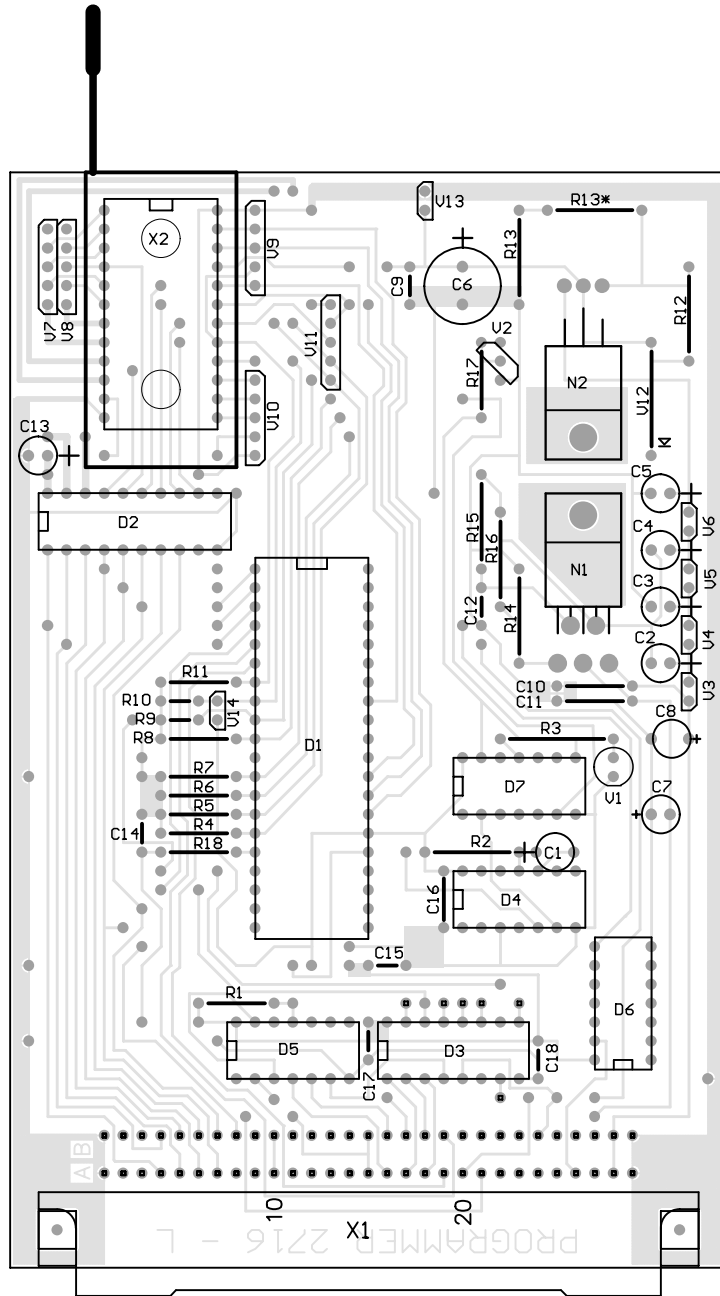 R13*
V13
X2
V9
R13
C9
C6
V7
V8
R12
V11
V2
R17
N2
V12
V10
C13
C5
D2
R15
V6
R16
C4
N1
V5
C3
C12
R14
V4
C2
R11
C10
V3
R10
C11
R9
V14
C8
R8
R3
D1
R7
D7
R6
V1
C7
R5
R4
C14
R18
R2
C1
C16
D4
C15
R1
D6
D5
D3
C18
C17
B
A
10
20
X1
PROGRAMMER 2716 - L